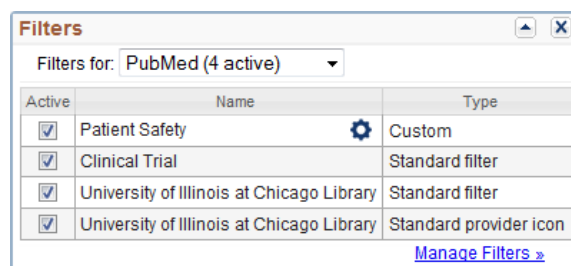 Filters
Filters for: PubMed (4 active)
Active Name Type
Patient Safety Custom
Clinical Trial Standard filter
University of Illinois at Chicago Library Standard filter
University of Illinois at Chicago Library Standard provider icon
Manage Filters »